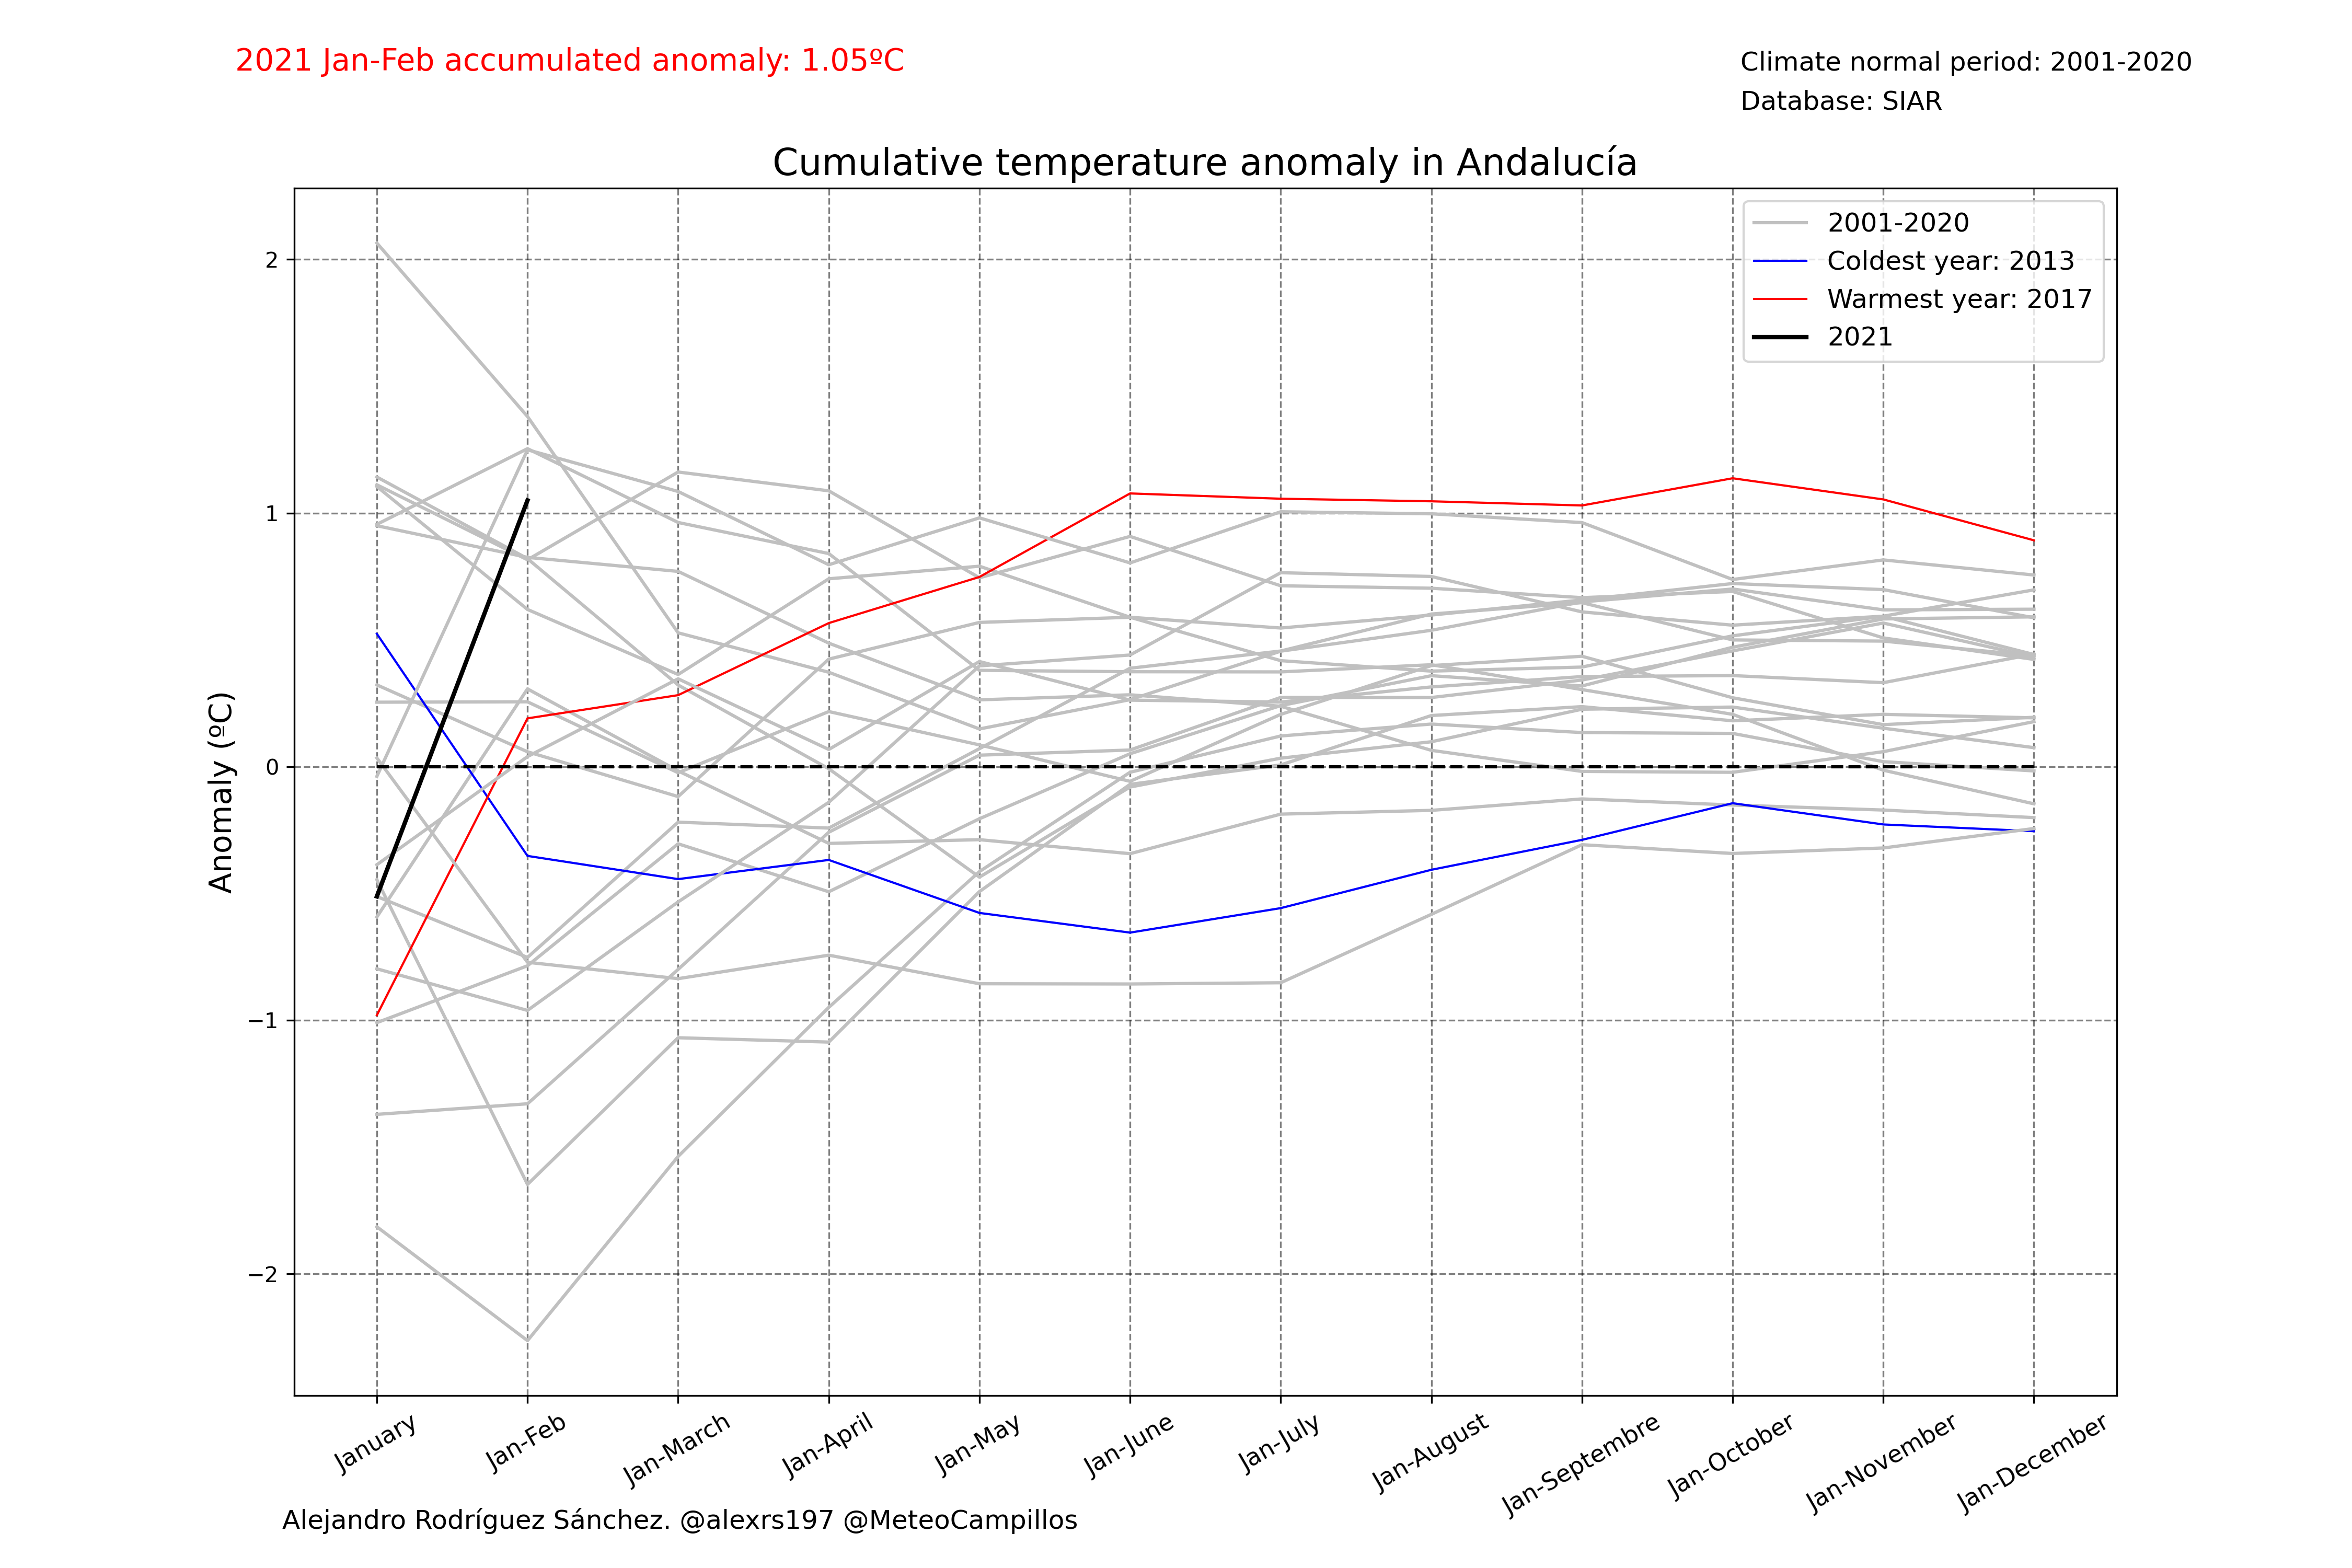 2021 Jan-Feb accumulated anomaly: 1.05ºC
Climate normal period: 2001-2020
Database: SIAR
Cumulative temperature anomaly in Andalucía
2001-2020
Coldest year: 2013
Warmest year: 2017
2021
Anomaly (ºC)
2
1
0
−1
−2
January
Jan-Feb
Jan-March
Jan-April
Jan-May
Jan-June
Jan-July
Jan-August
Jan-Septembre
Jan-October
Jan-November
Jan-December
Alejandro Rodríguez Sánchez. @alexrs197 @MeteoCampillos